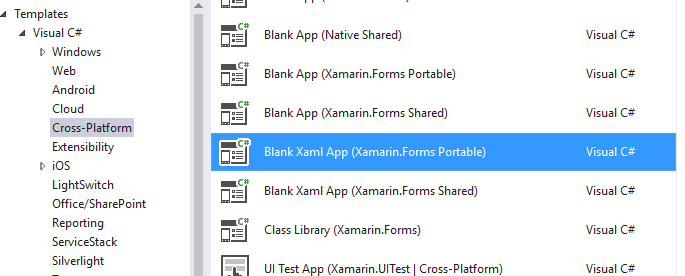 Templates
Visual C#
Windows
Web
Android
Cloud
Cross-Platform
Extensibility
iOS
LightSwitch
Office/SharePoint
Reporting
ServiceStack
Silverlight
Visual C#
Blank App (Native Shared) Visual C#
Blank App (Xamarin.Forms Portable) Visual C#
Blank App (Xamarin.Forms Shared) Visual C#
Blank Xaml App (Xamarin.Forms Portable) Visual C#
Blank Xaml App (Xamarin.Forms Shared) Visual C#
Class Library (Xamarin.Forms) Visual C#
UI Test App (Xamarin.UITest | Cross-Platform) Visual C#